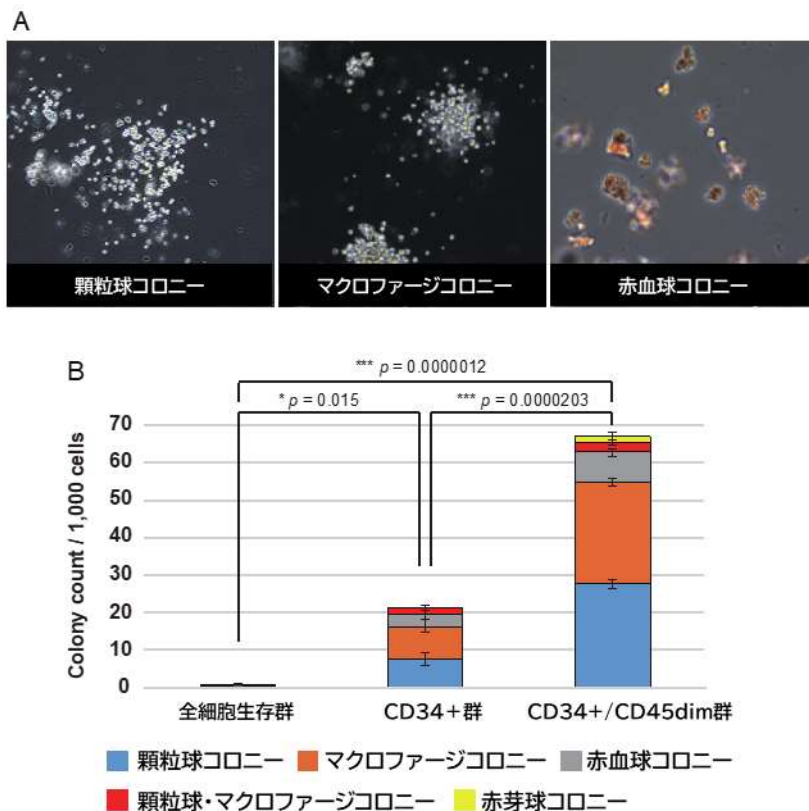 A
顆粒球コロニー
マクロファージコロニー
赤血球コロニー
B
*** p = 0.0000012
* p = 0.015
*** p = 0.0000203
Colony count / 1,000 cells
70
60
50
40
30
20
10
0
全細胞生存群
CD34+群
CD34+/CD45dim群
顆粒球コロニー
マクロファージコロニー
赤血球コロニー
顆粒球・マクロファージコロニー
赤芽球コロニー